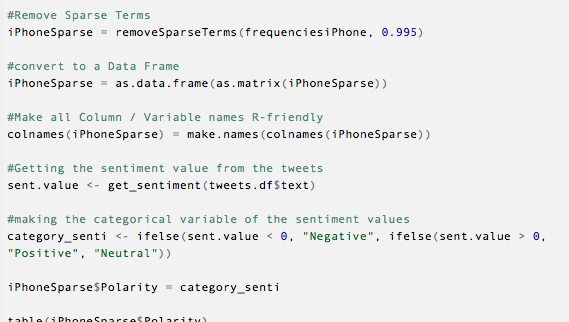 #Remove Sparse Terms
iPhoneSparse = removeSparseTerms(frequenciesiPhone, 0.995)
#convert to a Data Frame
iPhoneSparse = as.data.frame(as.matrix(iPhoneSparse))
#Make all Column / Variable names R-friendly
colnames(iPhoneSparse) = make.names(colnames(iPhoneSparse))
#Getting the sentiment value from the tweets
sent.value <- get_sentiment(tweets.df$text)
#making the categorical variable of the sentiment values
category_senti <- ifelse(sent.value < 0, "Negative", ifelse(sent.value > 0,
"Positive", "Neutral"))
iPhoneSparse$Polarity = category_senti
table(iPhoneSparse$Polarity)